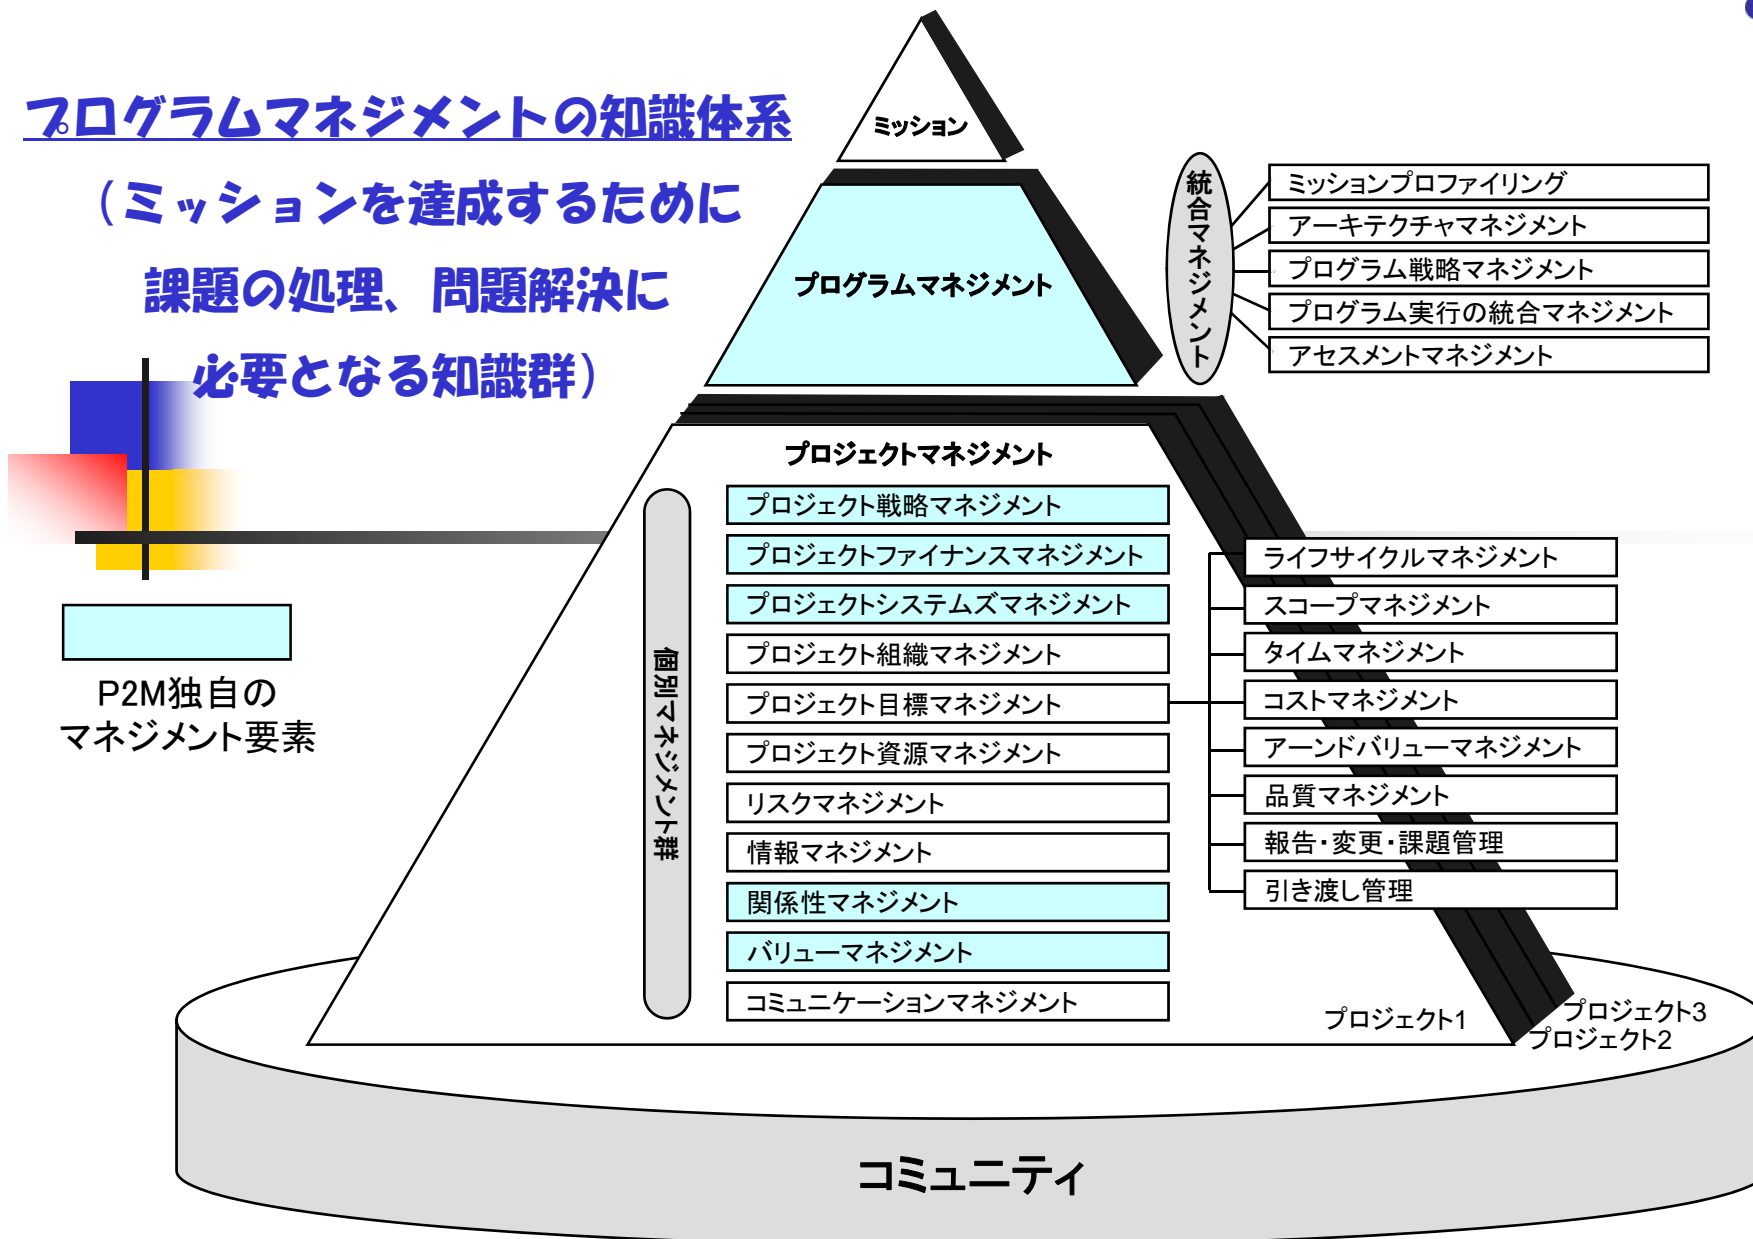 プログラムマネジメントの知識体系
（ミッションを達成するために
課題の処理、問題解決に
必要となる知識群）
ミッション
プログラムマネジメント
統合マネジメント
ミッションプロファイリング
アーキテクチャマネジメント
プログラム戦略マネジメント
プログラム実行の統合マネジメント
アセスメントマネジメント
P2M独自の
マネジメント要素
プロジェクトマネジメント
個別マネジメント群
プロジェクト戦略マネジメント
プロジェクトファイナンスマネジメント
プロジェクトシステムズマネジメント
プロジェクト組織マネジメント
プロジェクト目標マネジメント
プロジェクト資源マネジメント
リスクマネジメント
情報マネジメント
関係性マネジメント
バリューマネジメント
コミュニケーションマネジメント
ライフサイクルマネジメント
スコープマネジメント
タイムマネジメント
コストマネジメント
アーンドバリューマネジメント
品質マネジメント
報告・変更・課題管理
引き渡し管理
プロジェクト1
プロジェクト3
プロジェクト2
コミュニティ